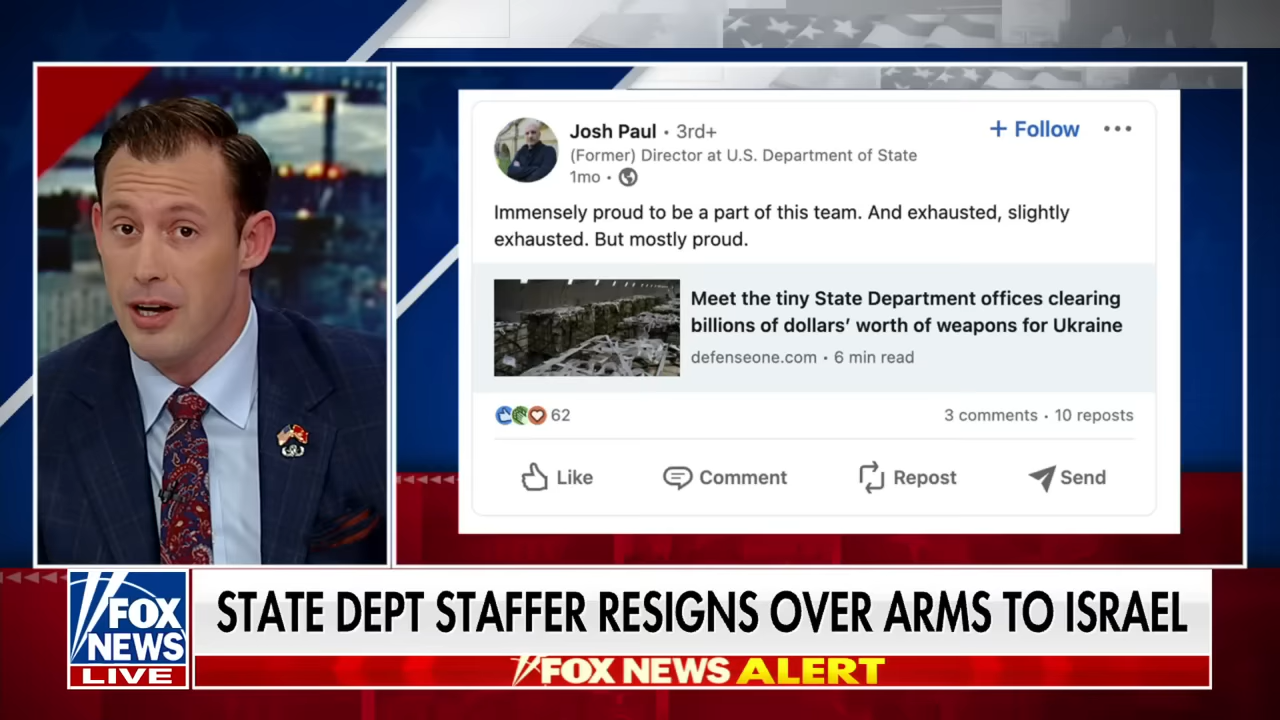 Josh Paul • 3rd+
+ Follow
(Former) Director at U.S. Department of State
1mo •
Immensely proud to be a part of this team. And exhausted, slightly
exhausted. But mostly proud.
Meet the tiny State Department offices clearing
billions of dollars’ worth of weapons for Ukraine
defenseone.com • 6 min read
62
3 comments • 10 reposts
Like
Comment
Repost
Send
FOX
NEWS
LIVE
STATE DEPT STAFFER RESIGNS OVER ARMS TO ISRAEL
FOX NEWS ALERT